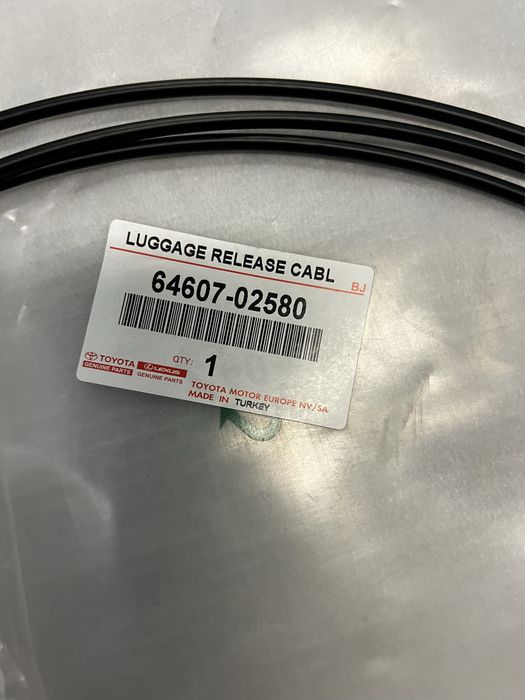 LUGGAGE RELEASE CABL
BJ
64607-02580
TOYOTA
GENUINE PARTS
LEXUS
GENUINE PARTS
QTY: 1
TOYOTA MOTOR EUROPE NV/SA
MADE IN TURKEY